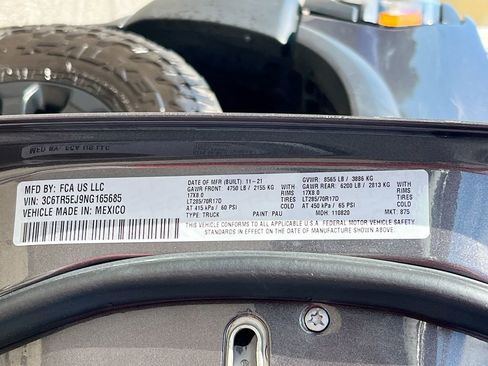 MFD BY: FCA US LLC
VIN: 3C6TR5EJ9NG165685
VEHICLE MADE IN: MEXICO
DATE OF MFR (BUILT): 11-21
GAWR FRONT: 4750 LB / 2155 KG
17X8.0 RIMS
LT285/70R17D TIRES
AT 415 kPa / 60 PSI COLD
TYPE: TRUCK PAINT: PAU
GVWR: 8565 LB / 3886 KG
GAWR REAR: 6200 LB / 2813 KG
17X8.0 RIMS
LT285/70R17D TIRES
AT 450 kPa / 65 PSI COLD
MDH: 110820 MKT: 875
THIS VEHICLE CONFORMS TO ALL APPLICABLE U.S.A. FEDERAL MOTOR VEHICLE SAFETY
STANDARDS IN EFFECT ON THE DATE OF MANUFACTURE SHOWN ABOVE.